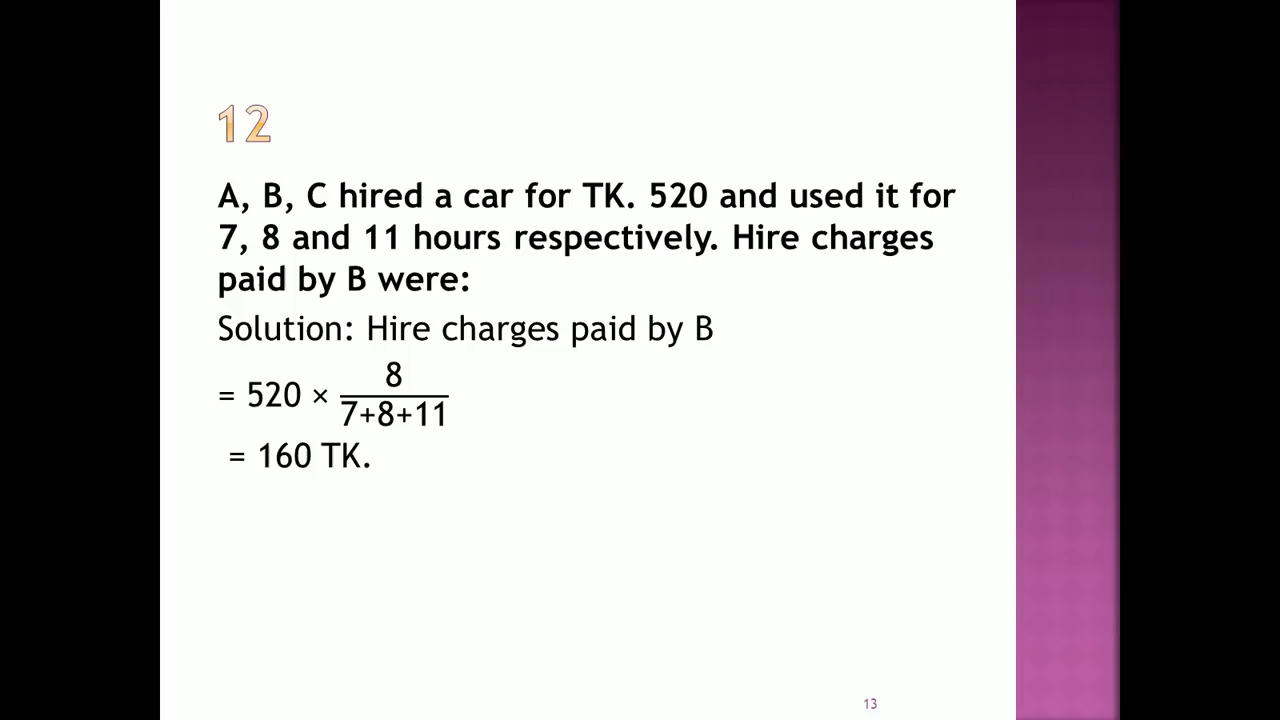 12
A, B, C hired a car for TK. 520 and used it for
7, 8 and 11 hours respectively. Hire charges
paid by B were:
Solution: Hire charges paid by B
= 520 × 8/(7+8+11)
= 160 TK.
13